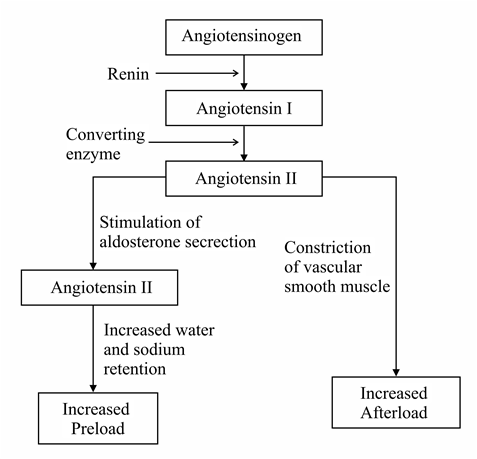 Angiotensinogen
Renin
Angiotensin I
Converting
enzyme
Angiotensin II
Stimulation of
aldosterone secrection
Constriction
of vascular
smooth muscle
Angiotensin II
Increased water
and sodium
retention
Increased
Preload
Increased
Afterload